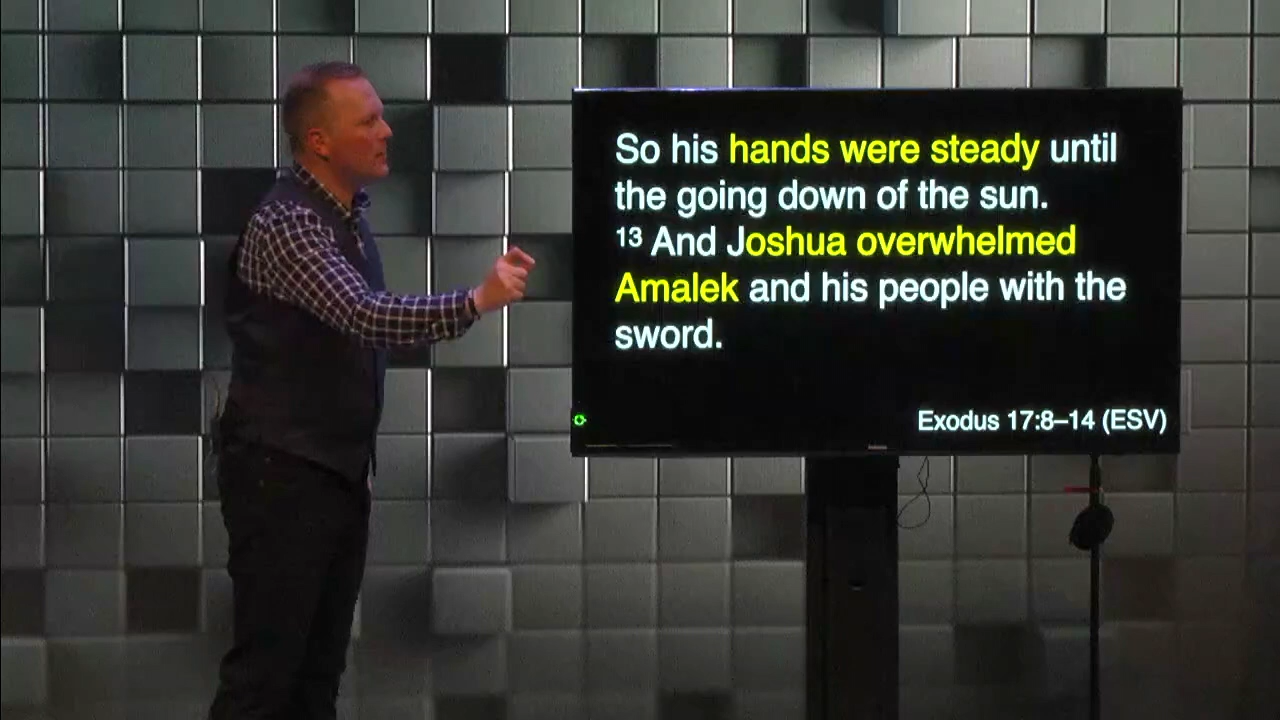 So his hands were steady until
the going down of the sun.
13 And Joshua overwhelmed
Amalek and his people with the
sword.
Exodus 17:8–14 (ESV)